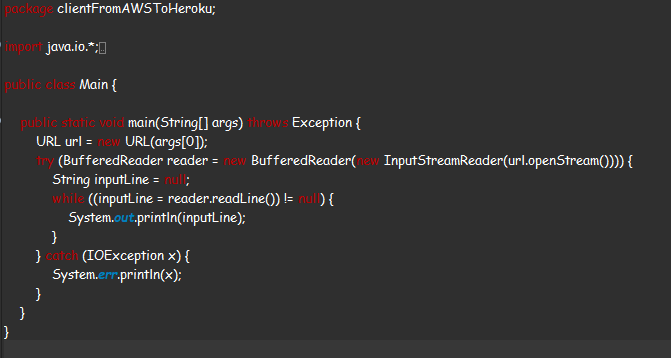 package clientFromAWSToHeroku;
import java.io.*;
public class Main {
public static void main(String[] args) throws Exception {
URL url = new URL(args[0]);
try (BufferedReader reader = new BufferedReader(new InputStreamReader(url.openStream()))) {
String inputLine = null;
while ((inputLine = reader.readLine()) != null) {
System.out.println(inputLine);
}
} catch (IOException x) {
System.err.println(x);
}
}
}